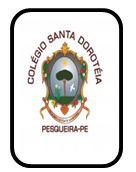 COLÉGIO SANTA DOROTÉIA
PESQUEIRA-PE